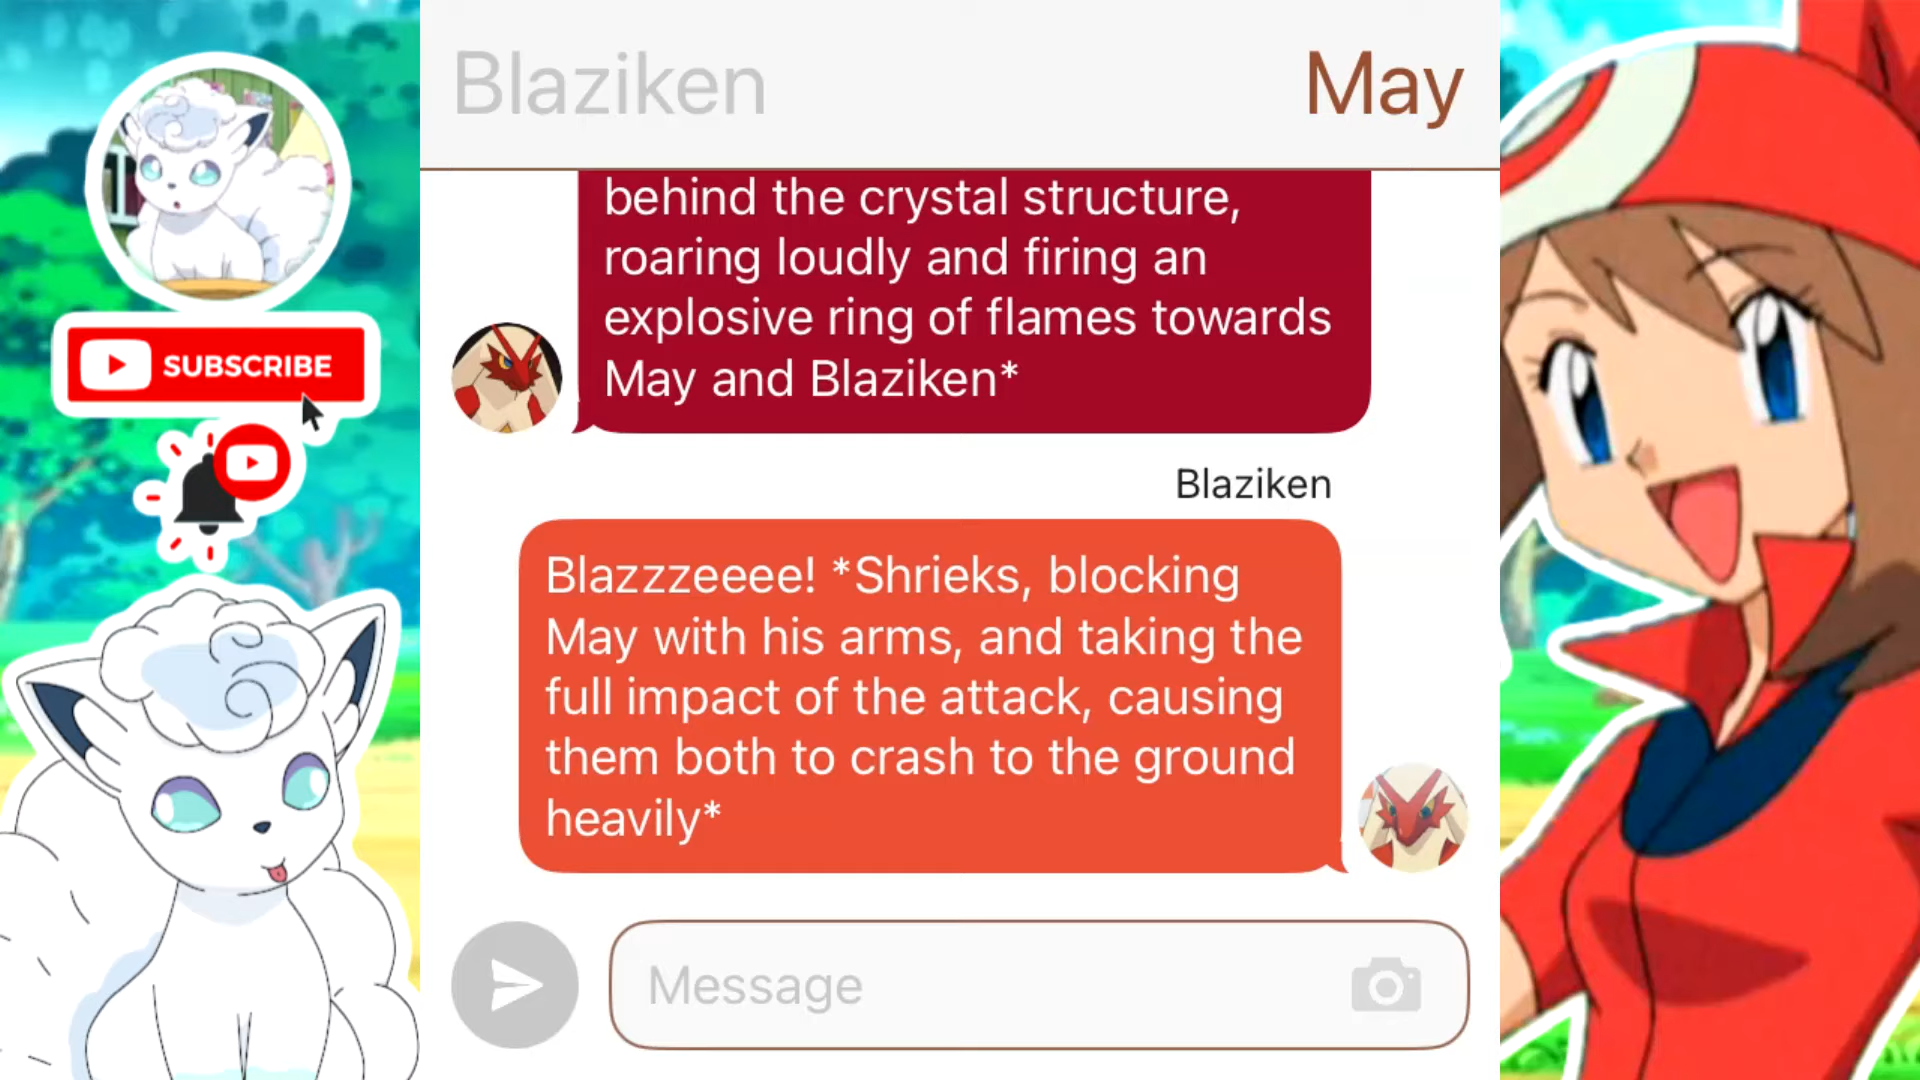 Blaziken
May
behind the crystal structure,
roaring loudly and firing an
explosive ring of flames towards
May and Blaziken*
SUBSCRIBE
Blaziken
Blazzzeeee! *Shrieks, blocking
May with his arms, and taking the
full impact of the attack, causing
them both to crash to the ground
heavily*
Message